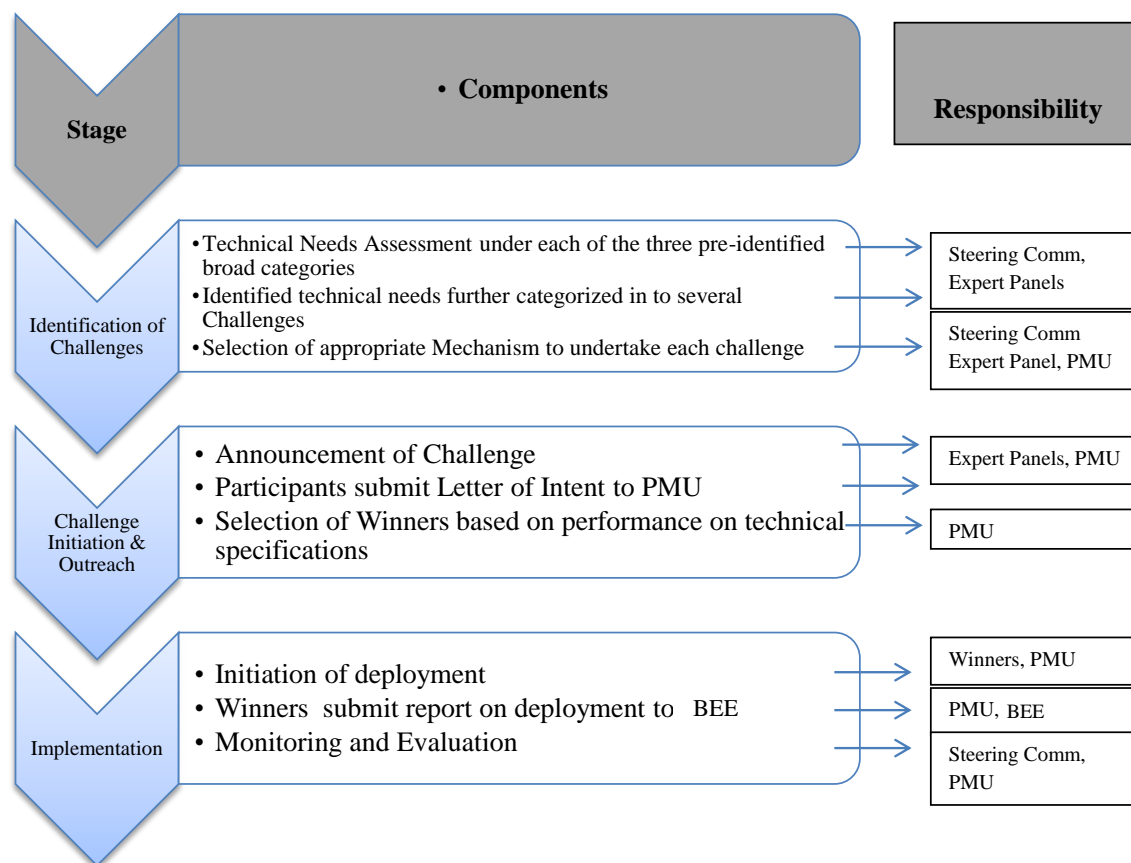 Stage
• Components
Responsibility
Identification of
Challenges
• Technical Needs Assessment under each of the three pre-identified
broad categories
• Identified technical needs further categorized in to several
Challenges
• Selection of appropriate Mechanism to undertake each challenge
Steering Comm,
Expert Panels
Steering Comm
Expert Panel, PMU
Challenge
Initiation &
Outreach
• Announcement of Challenge
• Participants submit Letter of Intent to PMU
• Selection of Winners based on performance on technical
specifications
Expert Panels, PMU
PMU
Implementation
• Initiation of deployment
• Winners submit report on deployment to BEE
• Monitoring and Evaluation
Winners, PMU
PMU, BEE
Steering Comm,
PMU